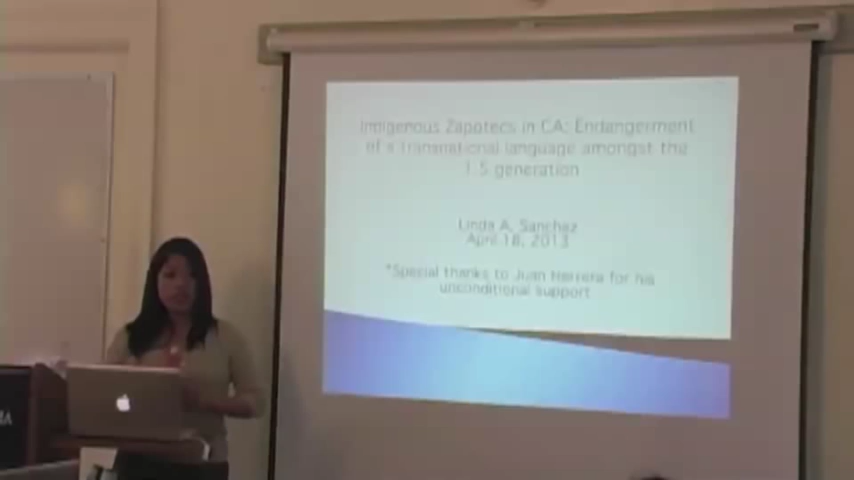 Indigenous Zapotecs in CA: Endangerment
of a transnational language amongst the
1.5 generation
Linda A. Sanchez
April 18, 2013
*Special thanks to Juan Herrera for his
unconditional support